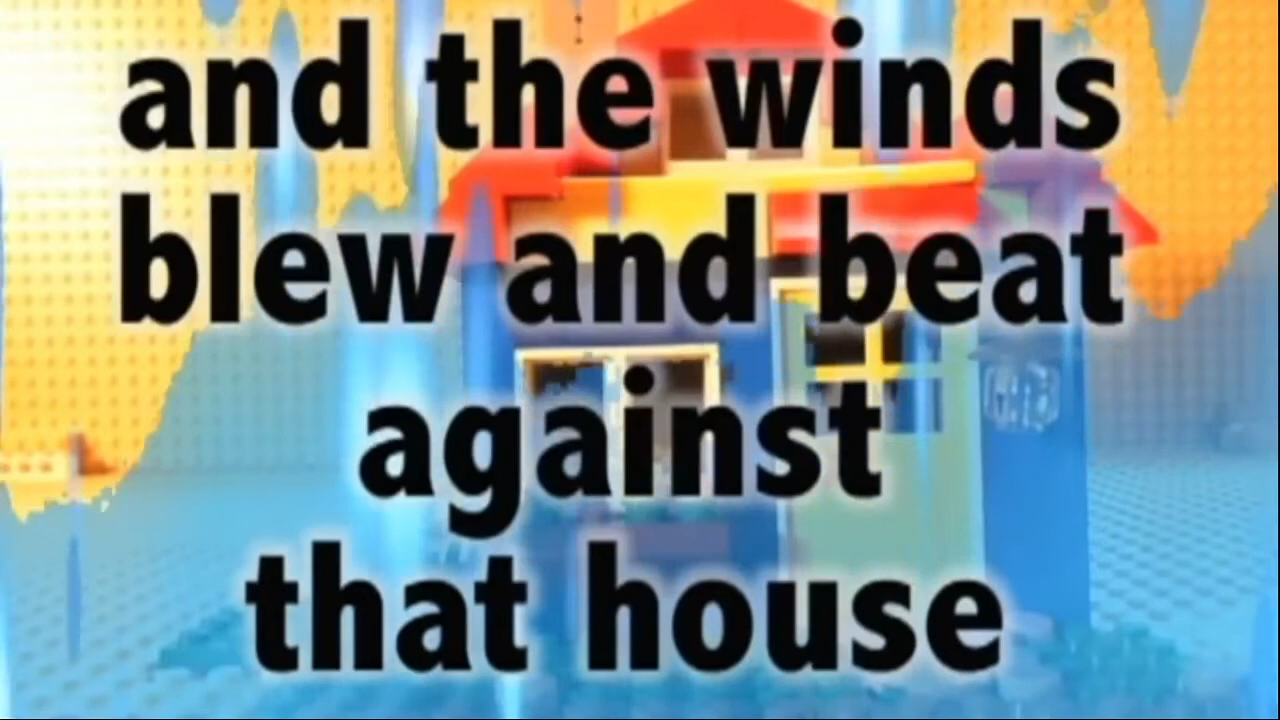 and the winds
blew and beat
against
that house